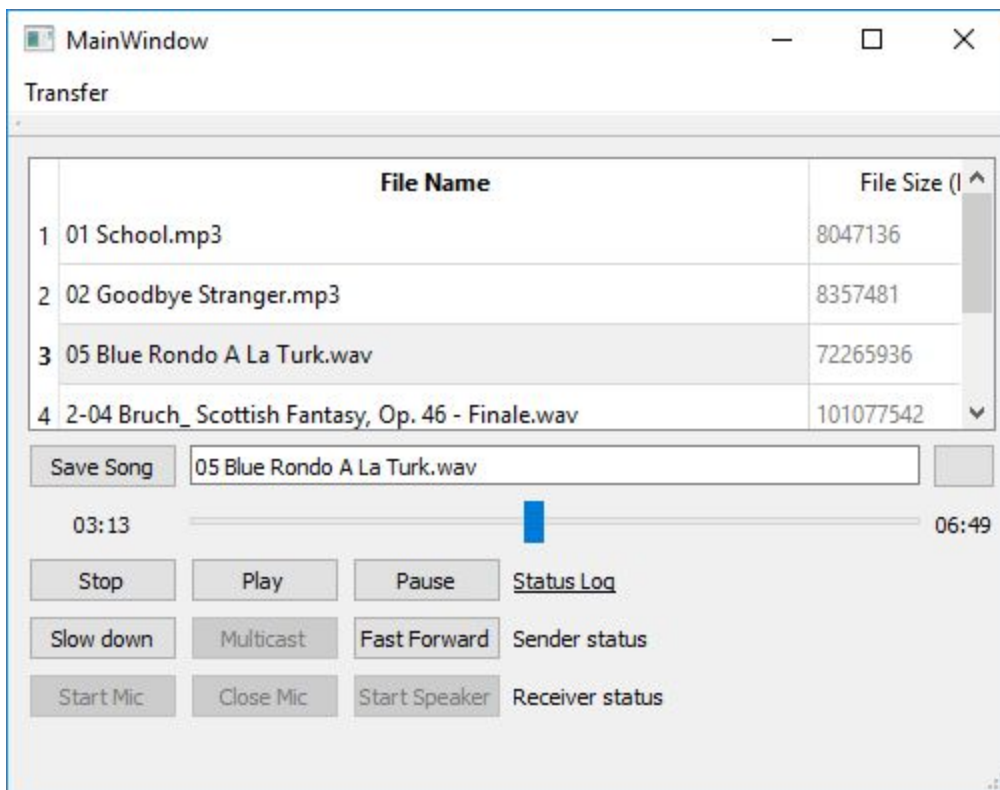 MainWindow
Transfer
File Name File Size (
1 01 School.mp3 8047136
2 02 Goodbye Stranger.mp3 8357481
3 05 Blue Rondo A La Turk.wav 72265936
4 2-04 Bruch_ Scottish Fantasy, Op. 46 - Finale.wav 101077542
Save Song 05 Blue Rondo A La Turk.wav
03:13 06:49
Stop Play Pause Status Log
Slow down Multicast Fast Forward Sender status
Start Mic Close Mic Start Speaker Receiver status